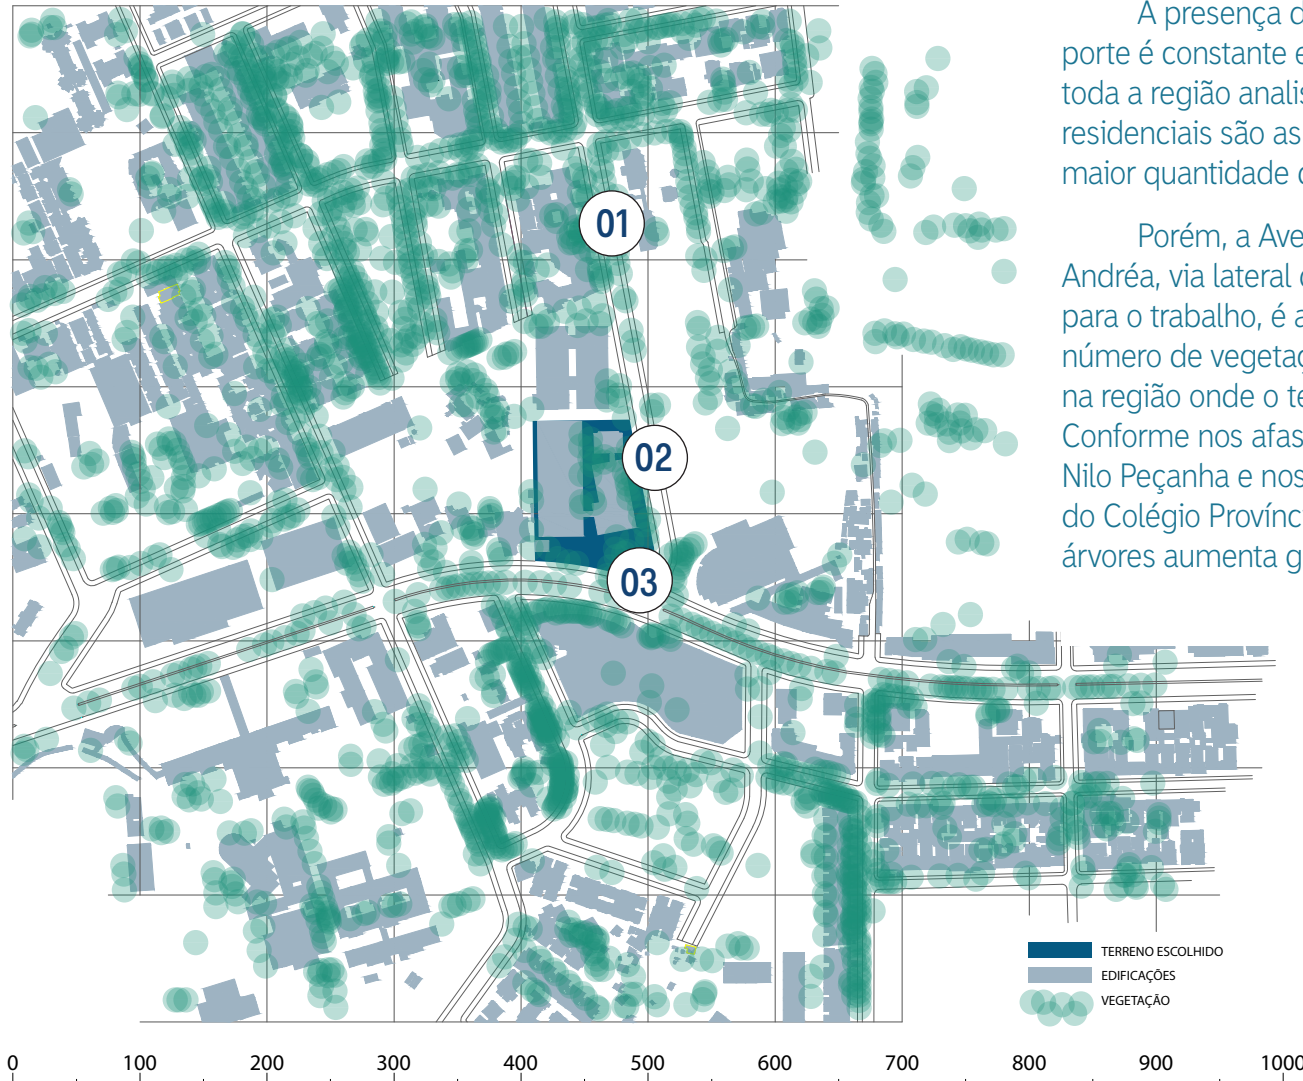 A presença d
porte é constante e
toda a região analis
residenciais são as
maior quantidade d
Porém, a Ave
Andréa, via lateral d
para o trabalho, é a
número de vegetaç
na região onde o te
Conforme nos afas
Nilo Peçanha e nos
do Colégio Provínc
árvores aumenta g
01
02
03
TERRENO ESCOLHIDO
EDIFICAÇÕES
VEGETAÇÃO
0 100 200 300 400 500 600 700 800 900 1000